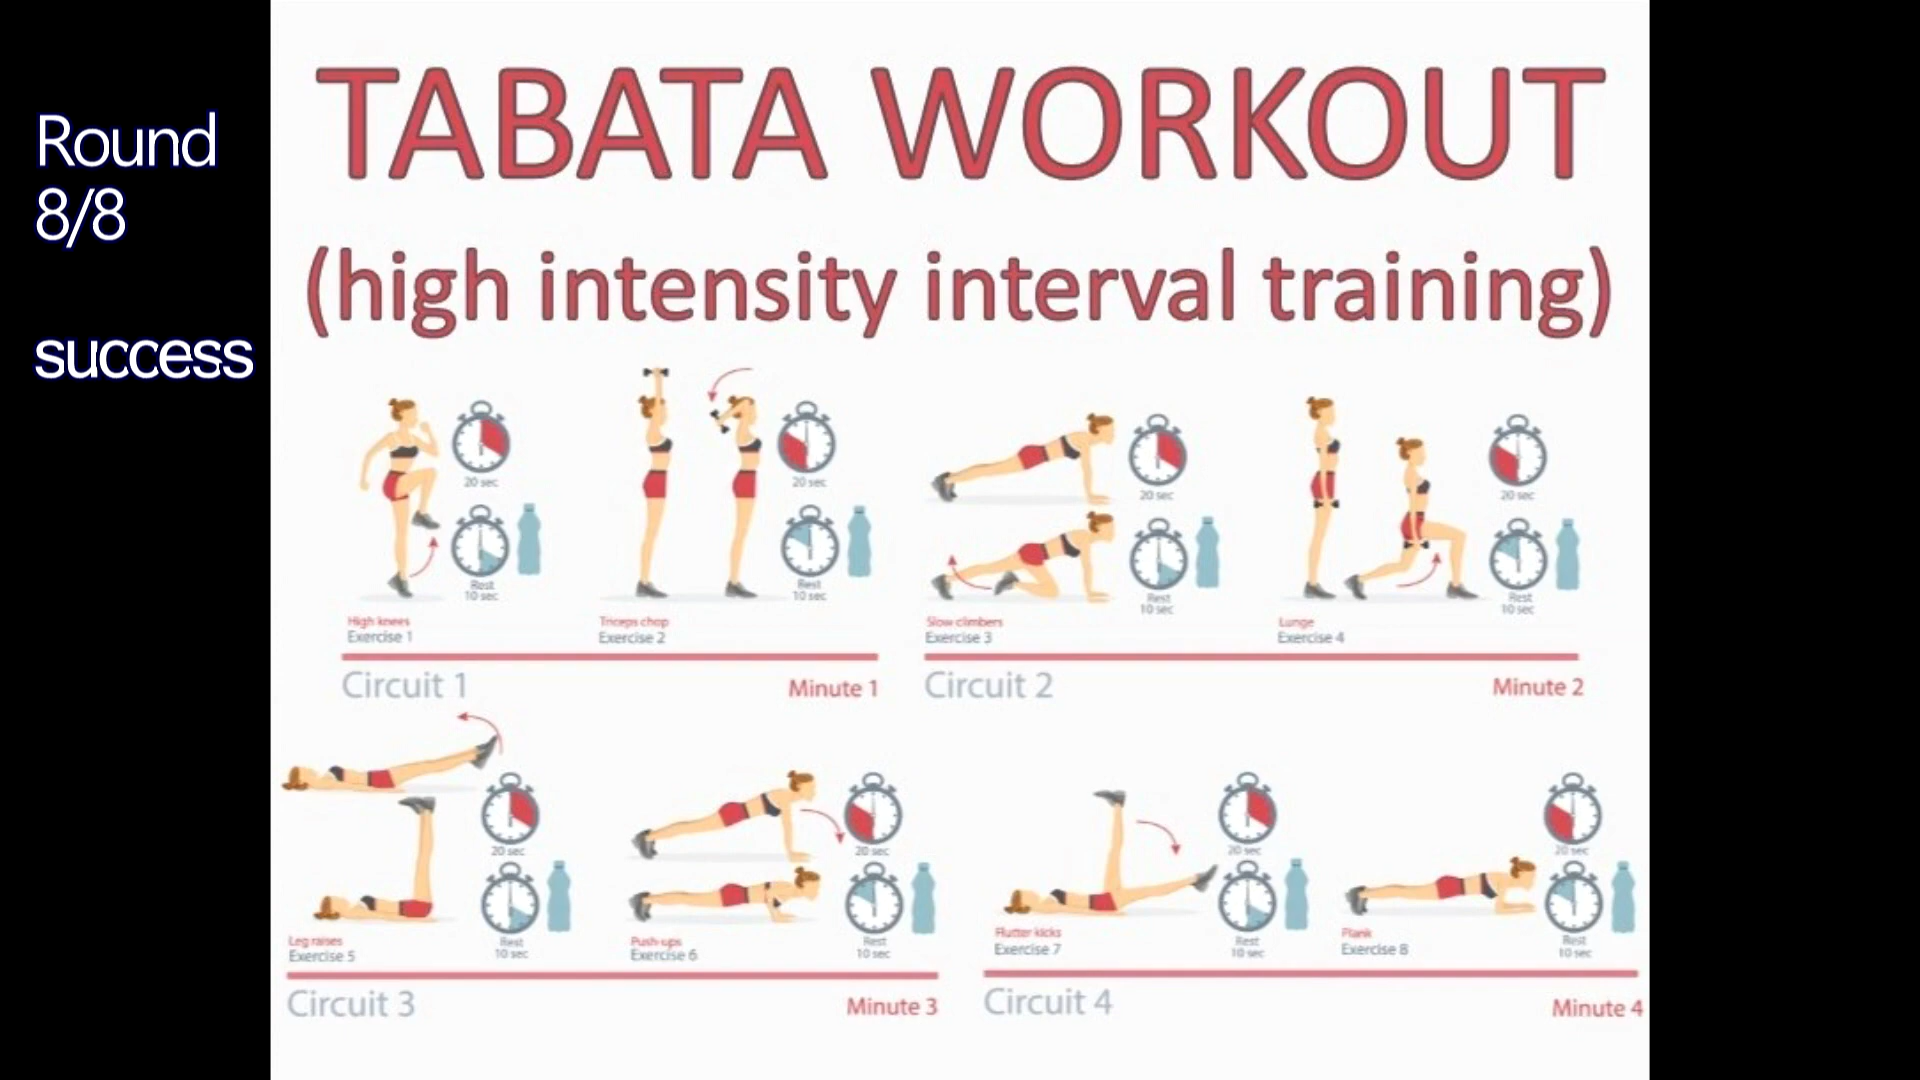 Round
8/8
success
TABATA WORKOUT
(high intensity interval training)
20 sec
Rest
10 sec
High knees
Exercise 1
20 sec
Rest
10 sec
Triceps chop
Exercise 2
Circuit 1
Minute 1
20 sec
Rest
10 sec
Slow climbers
Exercise 3
20 sec
Rest
10 sec
Lunge
Exercise 4
Circuit 2
Minute 2
20 sec
Rest
10 sec
Leg raises
Exercise 5
20 sec
Rest
10 sec
Push-ups
Exercise 6
Circuit 3
Minute 3
20 sec
Rest
10 sec
Flutter kicks
Exercise 7
20 sec
Rest
10 sec
Plank
Exercise 8
Circuit 4
Minute 4